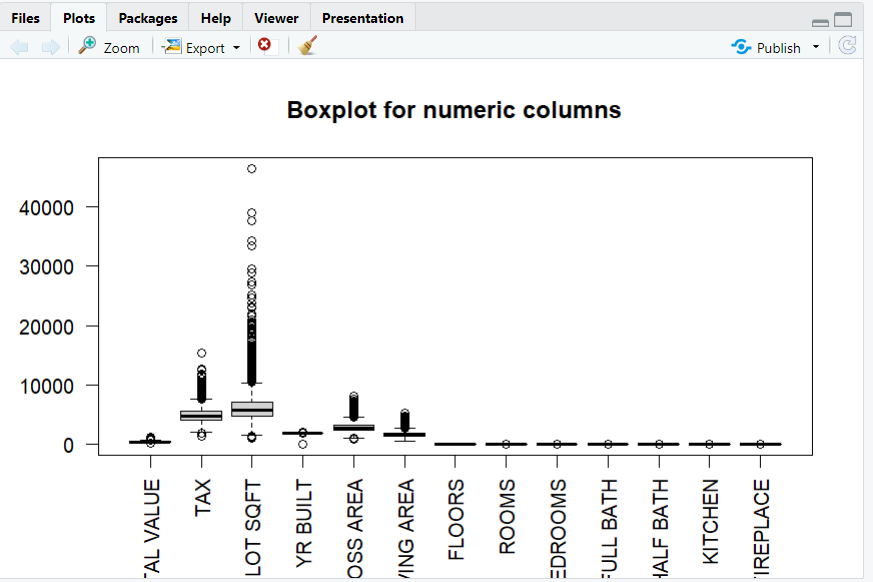 Files Plots Packages Help Viewer Presentation
Zoom Export Publish
Boxplot for numeric columns
40000
30000
20000
10000
0
TAL VALUE
TAX
LOT SQFT
YR BUILT
OSS AREA
VING AREA
FLOORS
ROOMS
EDROOMS
FULL BATH
HALF BATH
KITCHEN
FIREPLACE